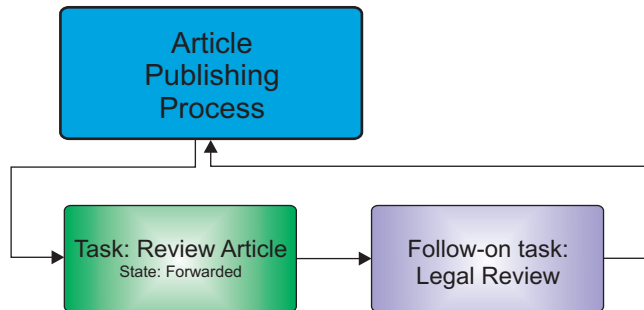 Article
Publishing
Process
Task: Review Article
State: Forwarded
Follow-on task:
Legal Review